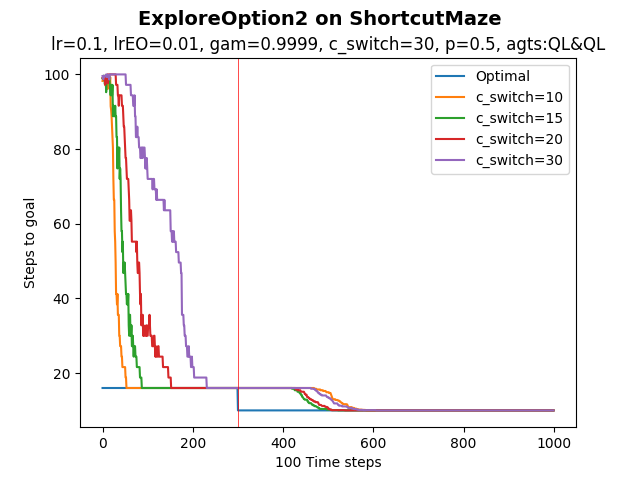 ExploreOption2 on ShortcutMaze
lr=0.1, lrEO=0.01, gam=0.9999, c_switch=30, p=0.5, agts:QL&QL
Steps to goal
100
80
60
40
20
Optimal
c_switch=10
c_switch=15
c_switch=20
c_switch=30
0
200
400
600
800
1000
100 Time steps